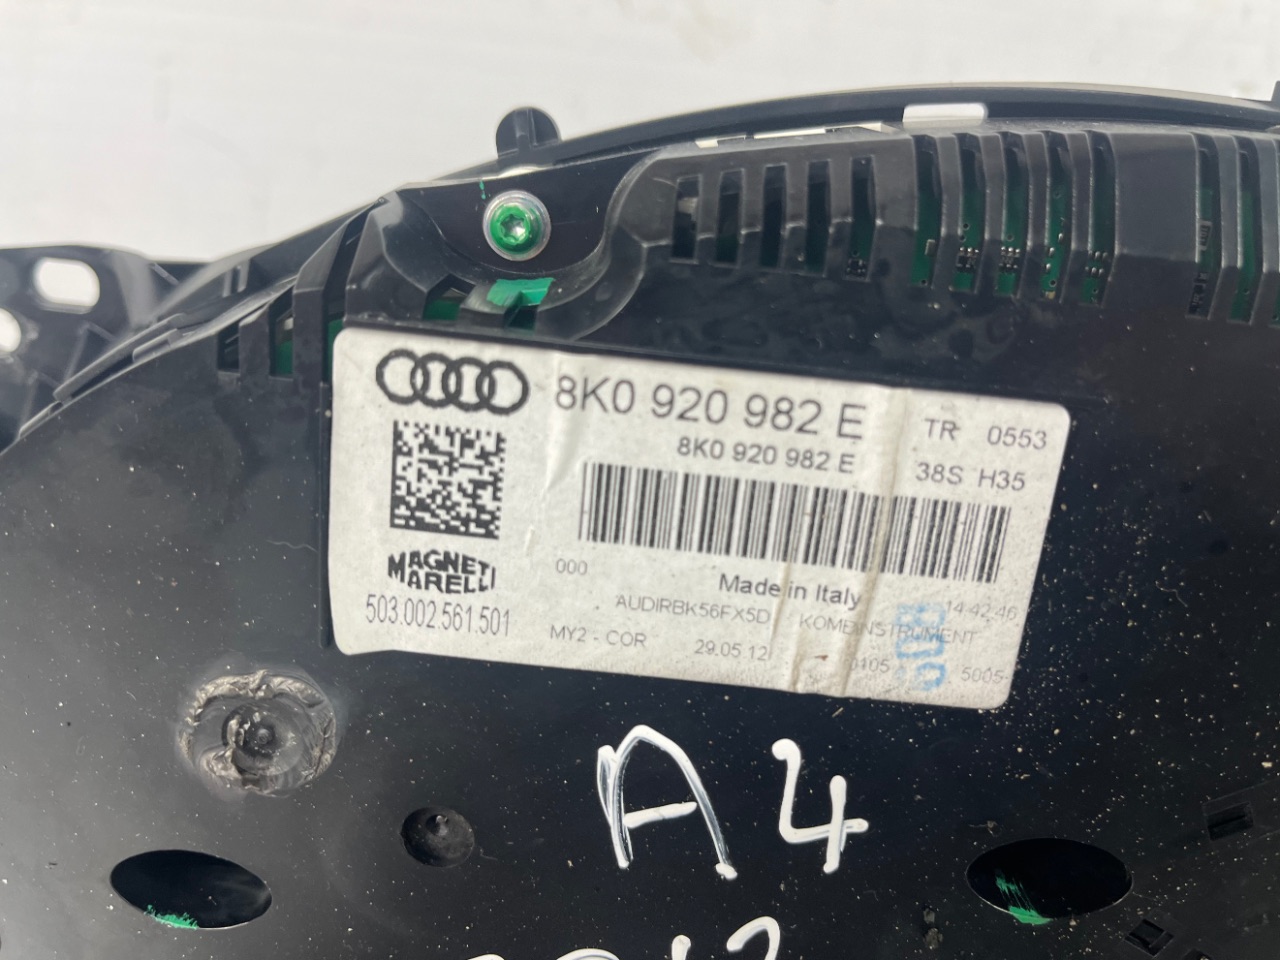 8K0 920 982 E
TR 0553
8K0 920 982 E
38S H35
MAGNETI
MARELLI
000
Made in Italy
14:42:46
503.002.561.501
AUDIRBK56FX5D
KOMBINSTRUMENT
MY2 - COR
29.05.12
0105
5005-
A4